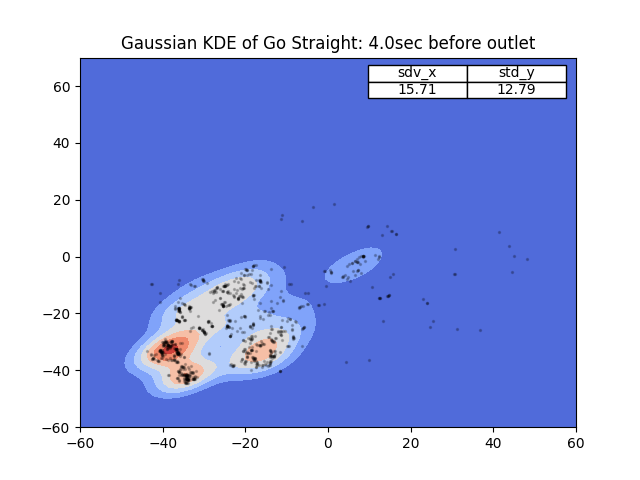 Gaussian KDE of Go Straight: 4.0sec before outlet
sdv_x std_y
15.71 12.79
60
40
20
0
−20
−40
−60
−60 −40 −20 0 20 40 60